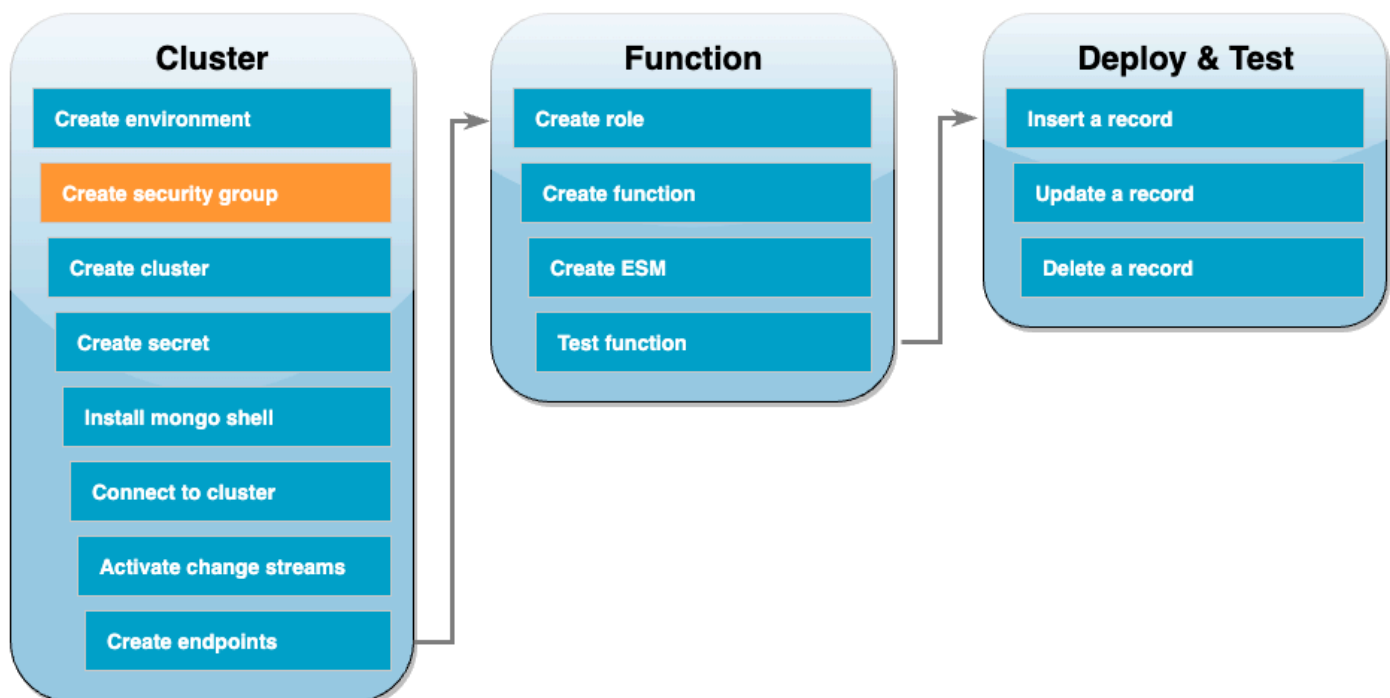 Cluster
Create environment
Create security group
Create cluster
Create secret
Install mongo shell
Connect to cluster
Activate change streams
Create endpoints
Function
Create role
Create function
Create ESM
Test function
Deploy & Test
Insert a record
Update a record
Delete a record